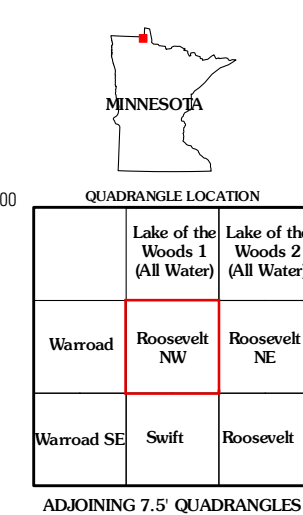 MINNESOTA
00
QUADRANGLE LOCATION
Lake of the
Woods 1
(All Water)
Lake of the
Woods 2
(All Water)
Warroad
Roosevelt
NW
Roosevelt
NE
Warroad SE
Swift
Roosevelt
ADJOINING 7.5' QUADRANGLES